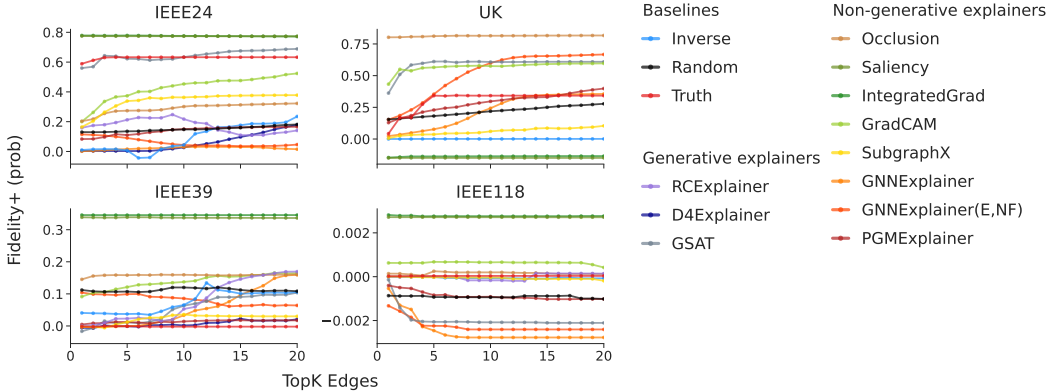 IEEE24
UK
Baselines
Non-generative explainers
0.8
0.6
0.4
0.2
0.0
0.75
0.50
0.25
0.00
Inverse
Random
Truth
Generative explainers
RCExplainer
D4Explainer
GSAT
Occlusion
Saliency
IntegratedGrad
GradCAM
SubgraphX
GNNExplainer
GNNExplainer(E,NF)
PGMExplainer
Fidelity+ (prob)
IEEE39
IEEE118
0.3
0.2
0.1
0.0
0.002
0.000
−0.002
0 5 10 15 20
0 5 10 15 20
TopK Edges